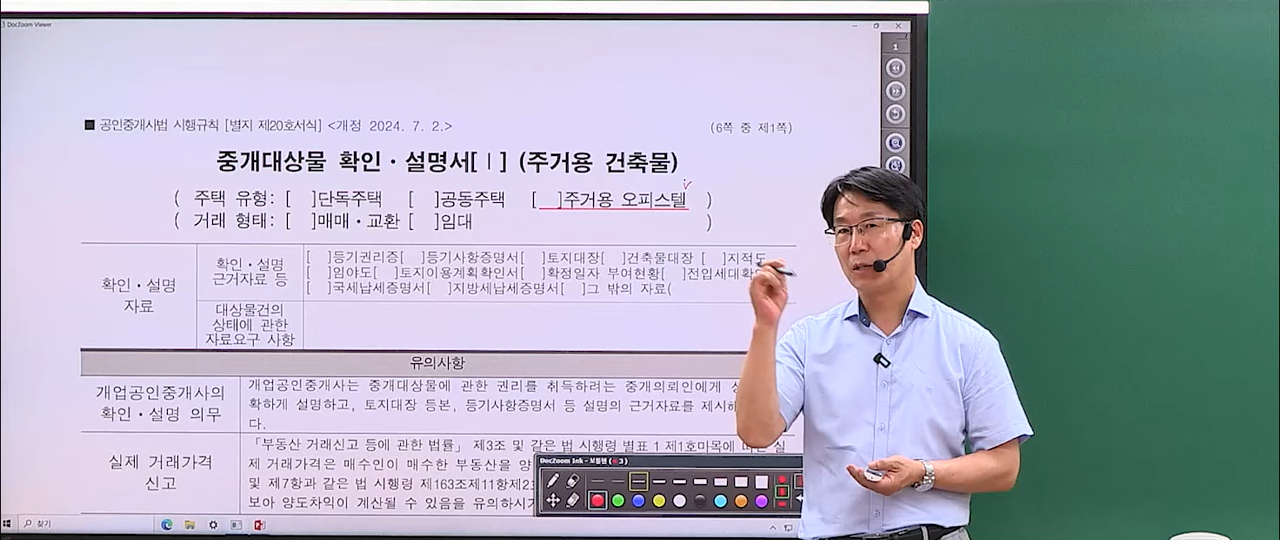 DocZoom Viewer
1
■ 공인중개사법 시행규칙 [별지 제20호서식] <개정 2024. 7. 2.>
(6쪽 중 제1쪽)
중개대상물 확인·설명서[Ⅰ] (주거용 건축물)
( 주택 유형: [ ]단독주택 [ ]공동주택 [ ]주거용 오피스텔 )
( 거래 형태: [ ]매매·교환 [ ]임대 )
확인·설명
자료
확인·설명
근거자료 등
[ ]등기권리증[ ]등기사항증명서[ ]토지대장[ ]건축물대장 [ ]지적도
[ ]임야도[ ]토지이용계획확인서[ ]확정일자 부여현황[ ]전입세대확
[ ]국세납세증명서[ ]지방세납세증명서[ ]그 밖의 자료(
대상물건의
상태에 관한
자료요구 사항
유의사항
개업공인중개사의
확인·설명 의무
개업공인중개사는 중개대상물에 관한 권리를 취득하려는 중개의뢰인에게
확하게 설명하고, 토지대장 등본, 등기사항증명서 등 설명의 근거자료를 제시해
다.
실제 거래가격
신고
「부동산 거래신고 등에 관한 법률」 제3조 및 같은 법 시행령 별표 1 제1호마목에 따른 실
제 거래가격은 매수인이 매수한 부동산을 양
및 제7항과 같은 법 시행령 제163조제11항제2
보아 양도차익이 계산될 수 있음을 유의하시
DocZoom Ink - 보들펜 ( 3 )
찾기